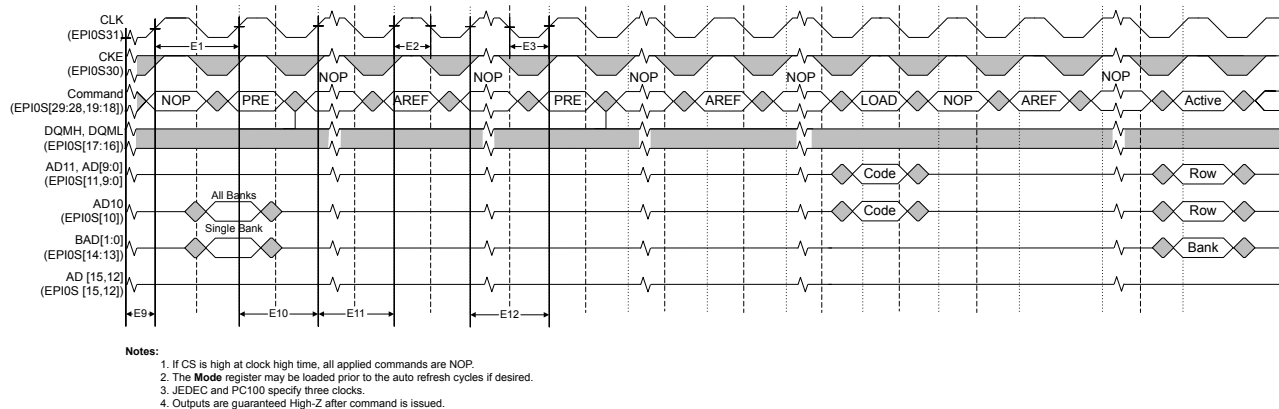 CLK
(EPI0S31)
E1
E2
E3
CKE
(EPI0S30)
NOP
NOP
NOP
NOP
NOP
Command
(EPI0S[29:28,19:18])
NOP
PRE
AREF
PRE
AREF
LOAD
NOP
AREF
Active
DQMH, DQML
(EPI0S[17:16])
AD11, AD[9:0]
(EPI0S[11,9:0]
Code
Row
AD10
(EPI0S[10])
All Banks
Code
Row
BAD[1:0]
(EPI0S[14:13])
Single Bank
Bank
AD [15,12]
(EPI0S [15,12])
E9
E10
E11
E12
Notes:
1. If CS is high at clock high time, all applied commands are NOP.
2. The Mode register may be loaded prior to the auto refresh cycles if desired.
3. JEDEC and PC100 specify three clocks.
4. Outputs are guaranteed High-Z after command is issued.